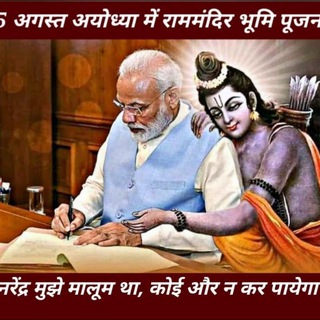 5 अगस्त अयोध्या में राममंदिर भूमि पूजन
नरेंद्र मुझे मालूम था, कोई और न कर पायेगा